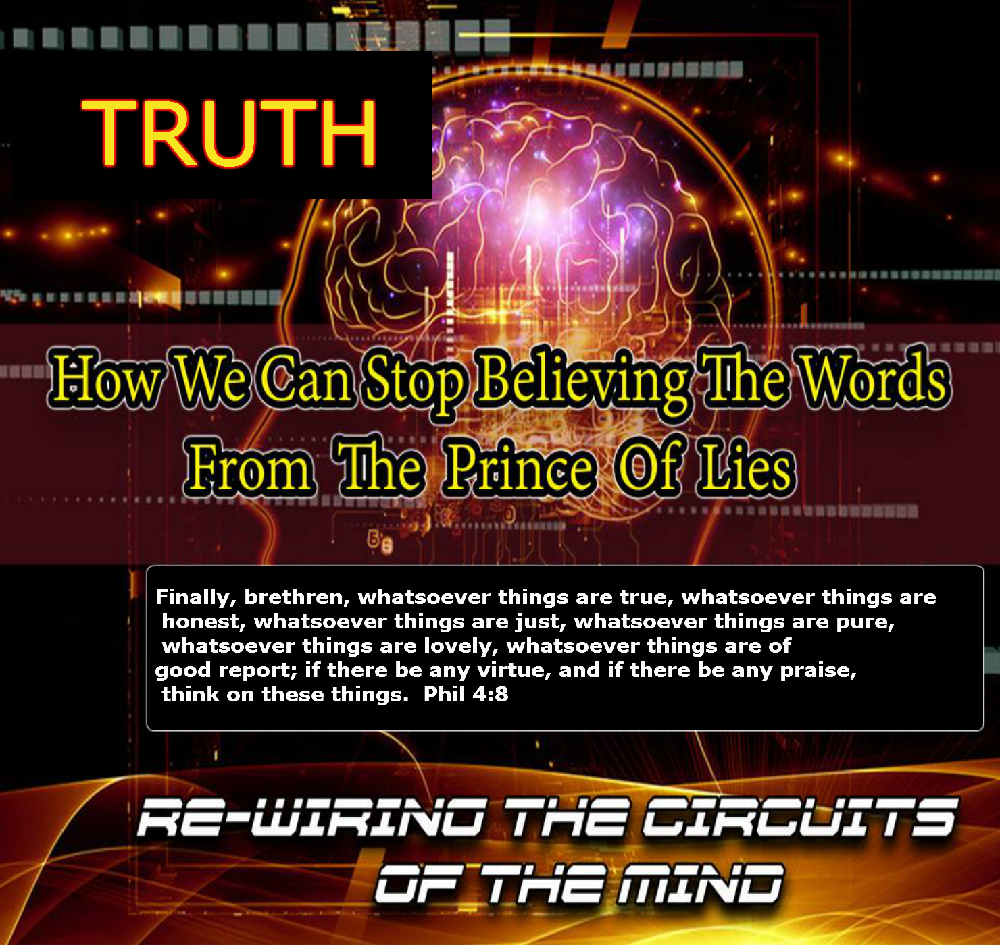 TRUTH
How We Can Stop Believing The Words
From The Prince Of Lies
56
Finally, brethren, whatsoever things are true, whatsoever things are
honest, whatsoever things are just, whatsoever things are pure,
whatsoever things are lovely, whatsoever things are of
good report; if there be any virtue, and if there be any praise,
think on these things. Phil 4:8
RE-WIRING THE CIRCUITS
OF THE MIND